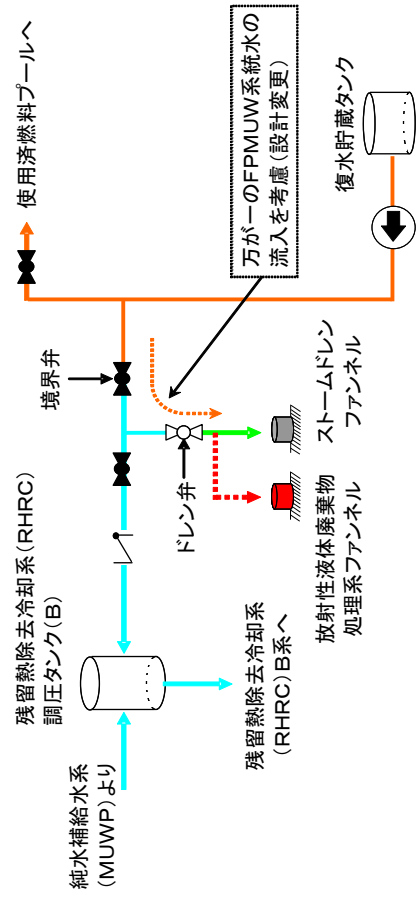 純水補給水系
(MUWP)より
残留熱除去冷却系(RHRC)
調圧タンク(B)
残留熱除去冷却系
(RHRC)B系へ
境界弁
ドレン弁
放射性液体廃棄物
処理系ファンネル
ストームドレン
ファンネル
使用済燃料プールへ
万が一のFPMUW系統水の
流入を考慮(設計変更)
復水貯蔵タンク